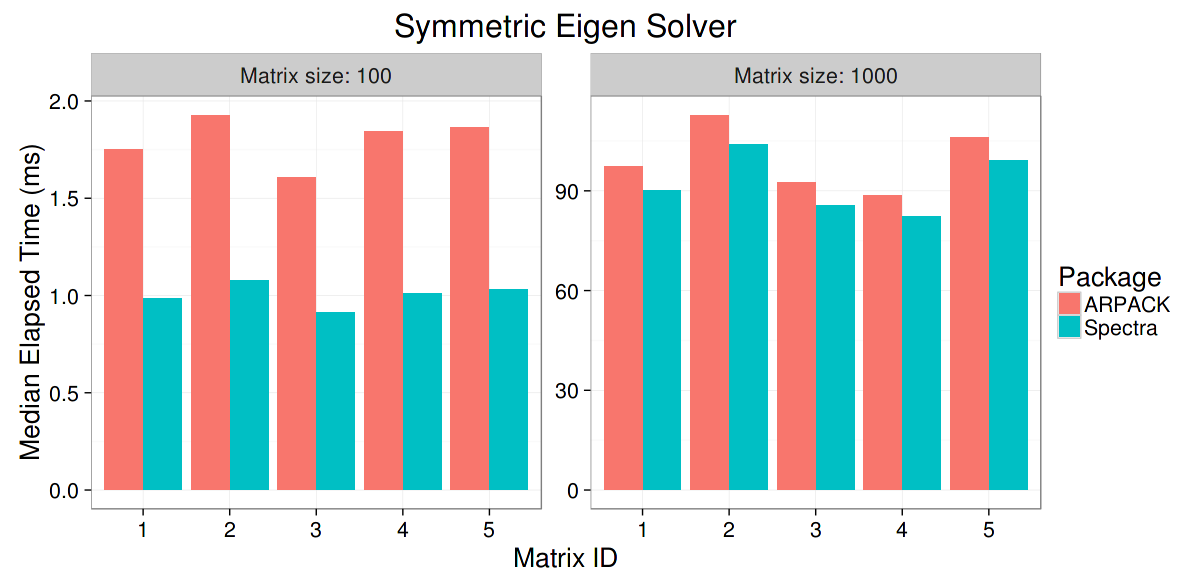 Symmetric Eigen Solver
Matrix size: 100
Matrix size: 1000
Median Elapsed Time (ms)
2.0
1.5
1.0
0.5
0.0
90
60
30
0
1 2 3 4 5
1 2 3 4 5
Matrix ID
Package
ARPACK
Spectra